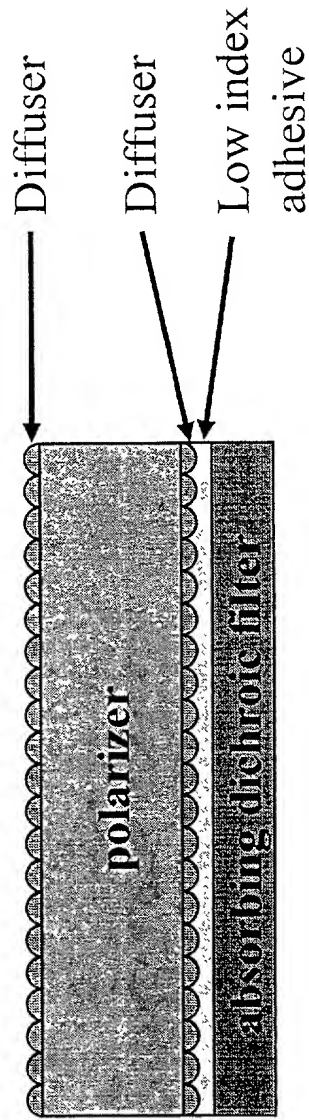 Diffuser
Diffuser
Low index
adhesive
polarizer
absorbing dichroic filter